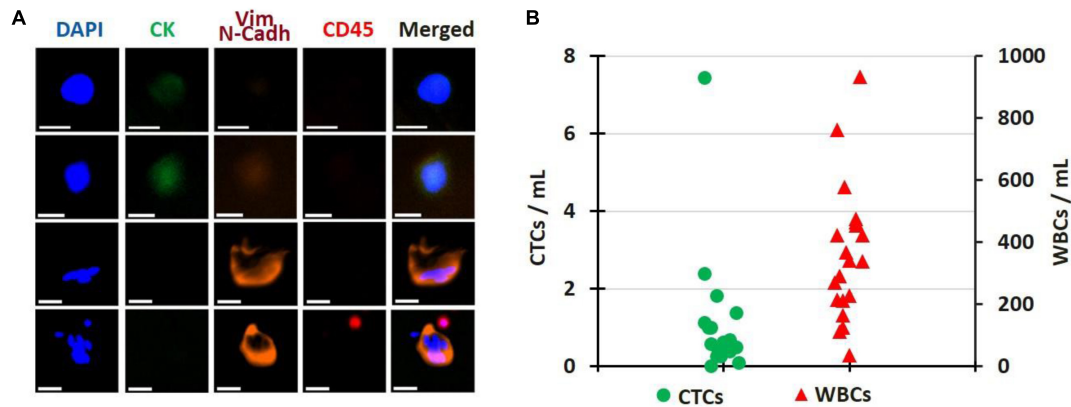 A
DAPI CK Vim N-Cadh CD45 Merged
B
8 1000
6 800
4 600
2 400
0 200
0
CTCs / mL
WBCs / mL
CTCs WBCs